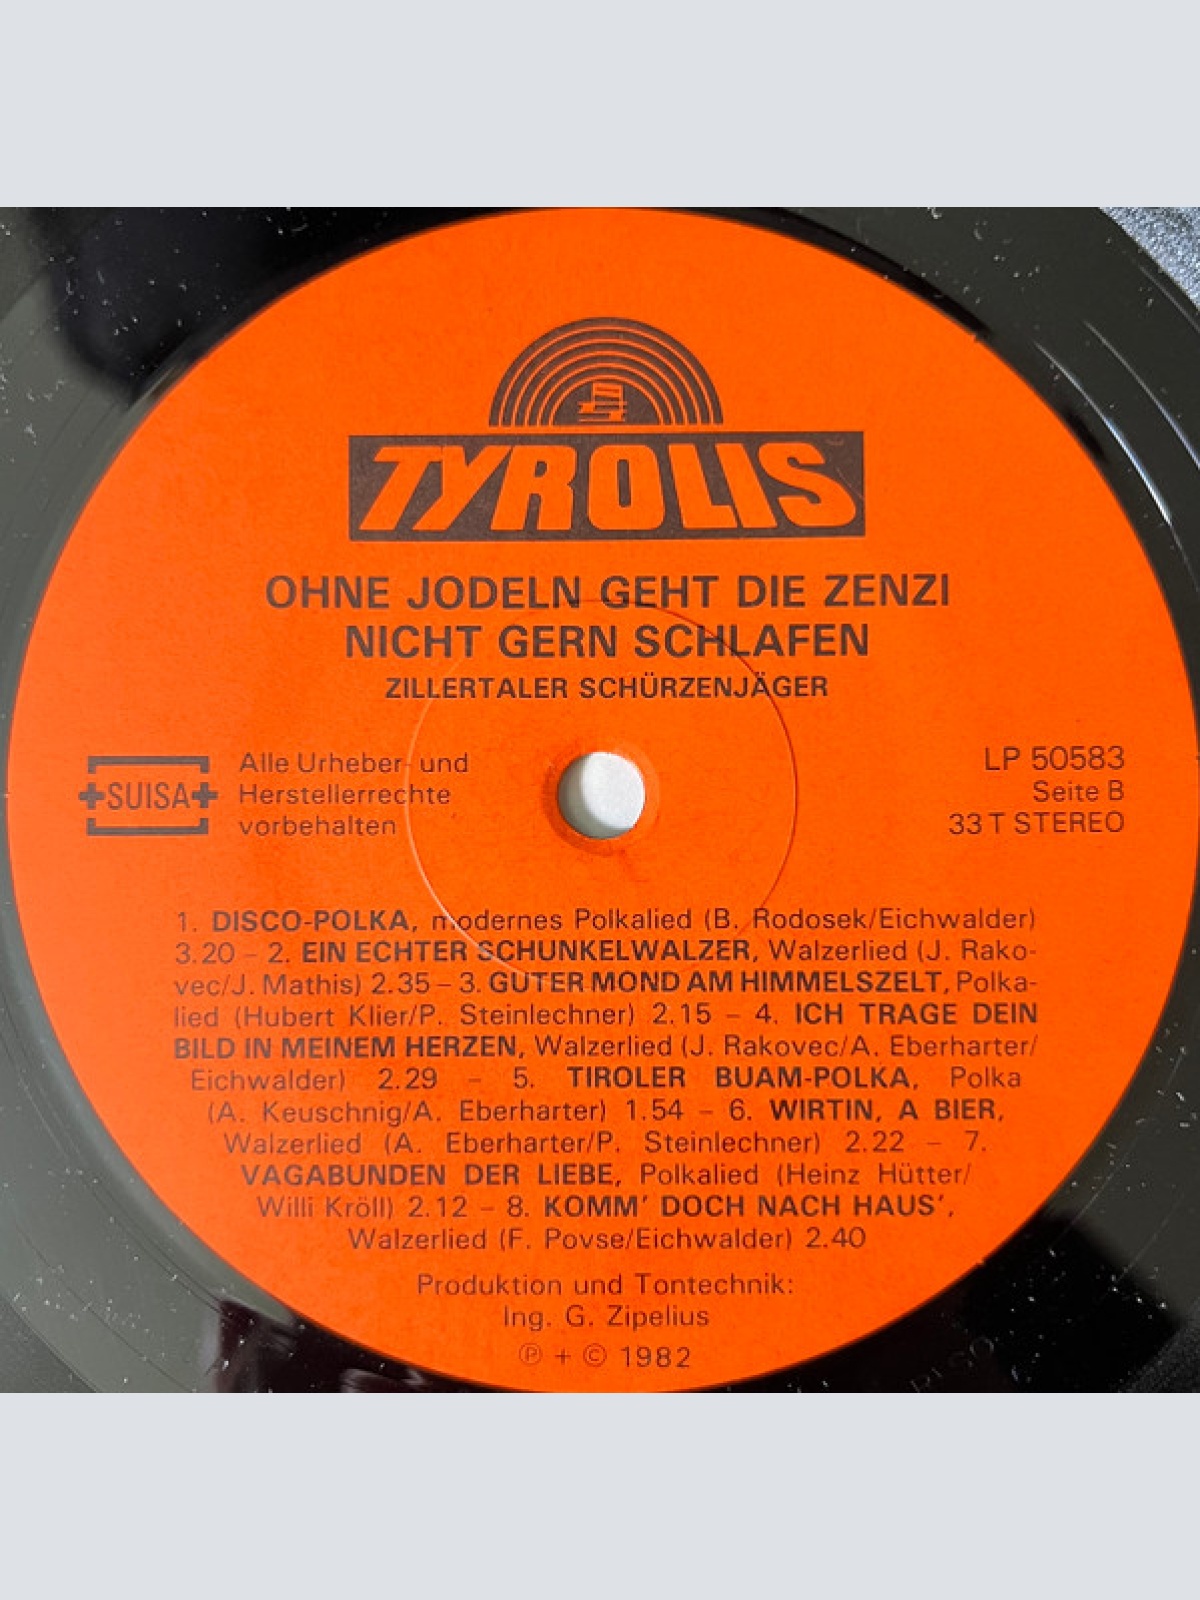 TYROLIS
OHNE JODELN GEHT DIE ZENZI
NICHT GERN SCHLAFEN
ZILLERTALER SCHÜRZENJÄGER
SUISA
Alle Urheber- und
Herstellerrechte
vorbehalten
LP 50583
Seite B
33 T STEREO
1. DISCO-POLKA, modernes Polkalied (B. Rodosek/Eichwalder)
3.20 – 2. EIN ECHTER SCHUNKELWALZER, Walzerlied (J. Rako-
vec/J. Mathis) 2.35 – 3. GUTER MOND AM HIMMELSZELT, Polka-
lied (Hubert Klier/P. Steinlechner) 2.15 – 4. ICH TRAGE DEIN
BILD IN MEINEM HERZEN, Walzerlied (J. Rakovec/A. Eberharter/
Eichwalder) 2.29 – 5. TIROLER BUAM-POLKA, Polka
(A. Keuschnig/A. Eberharter) 1.54 – 6. WIRTIN, A BIER,
Walzerlied (A. Eberharter/P. Steinlechner) 2.22 – 7.
VAGABUNDEN DER LIEBE, Polkalied (Heinz Hütter/
Willi Kröll) 2.12 – 8. KOMM' DOCH NACH HAUS',
Walzerlied (F. Povse/Eichwalder) 2.40
Produktion und Tontechnik:
Ing. G. Zipelius
℗ + © 1982